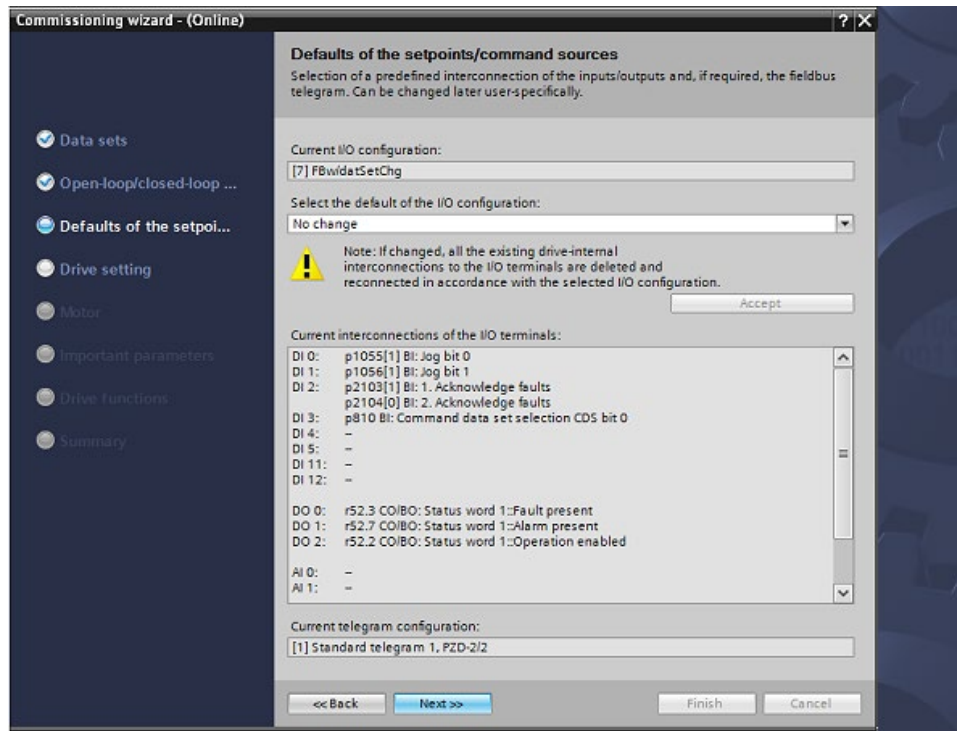 Commissioning wizard - (Online)
? X
Defaults of the setpoints/command sources
Selection of a predefined interconnection of the inputs/outputs and, if required, the fieldbus
telegram. Can be changed later user-specifically.
Data sets
Open-loop/closed-loop ...
Defaults of the setpoi...
Drive setting
Motor
Important parameters
Drive functions
Summary
Current I/O configuration:
[7] FBw/datSetChg
Select the default of the I/O configuration:
No change
Note: If changed, all the existing drive-internal
interconnections to the I/O terminals are deleted and
reconnected in accordance with the selected I/O configuration.
Accept
Current interconnections of the I/O terminals:
DI 0: p1055[1] BI: Jog bit 0
DI 1: p1056[1] BI: Jog bit 1
DI 2: p2103[1] BI: 1. Acknowledge faults
p2104[0] BI: 2. Acknowledge faults
DI 3: p810 BI: Command data set selection CDS bit 0
DI 4: –
DI 5: –
DI 11: –
DI 12: –
DO 0: r52.3 CO/BO: Status word 1::Fault present
DO 1: r52.7 CO/BO: Status word 1::Alarm present
DO 2: r52.2 CO/BO: Status word 1::Operation enabled
AI 0: –
AI 1: –
Current telegram configuration:
[1] Standard telegram 1, PZD-2/2
<< Back
Next >>
Finish
Cancel